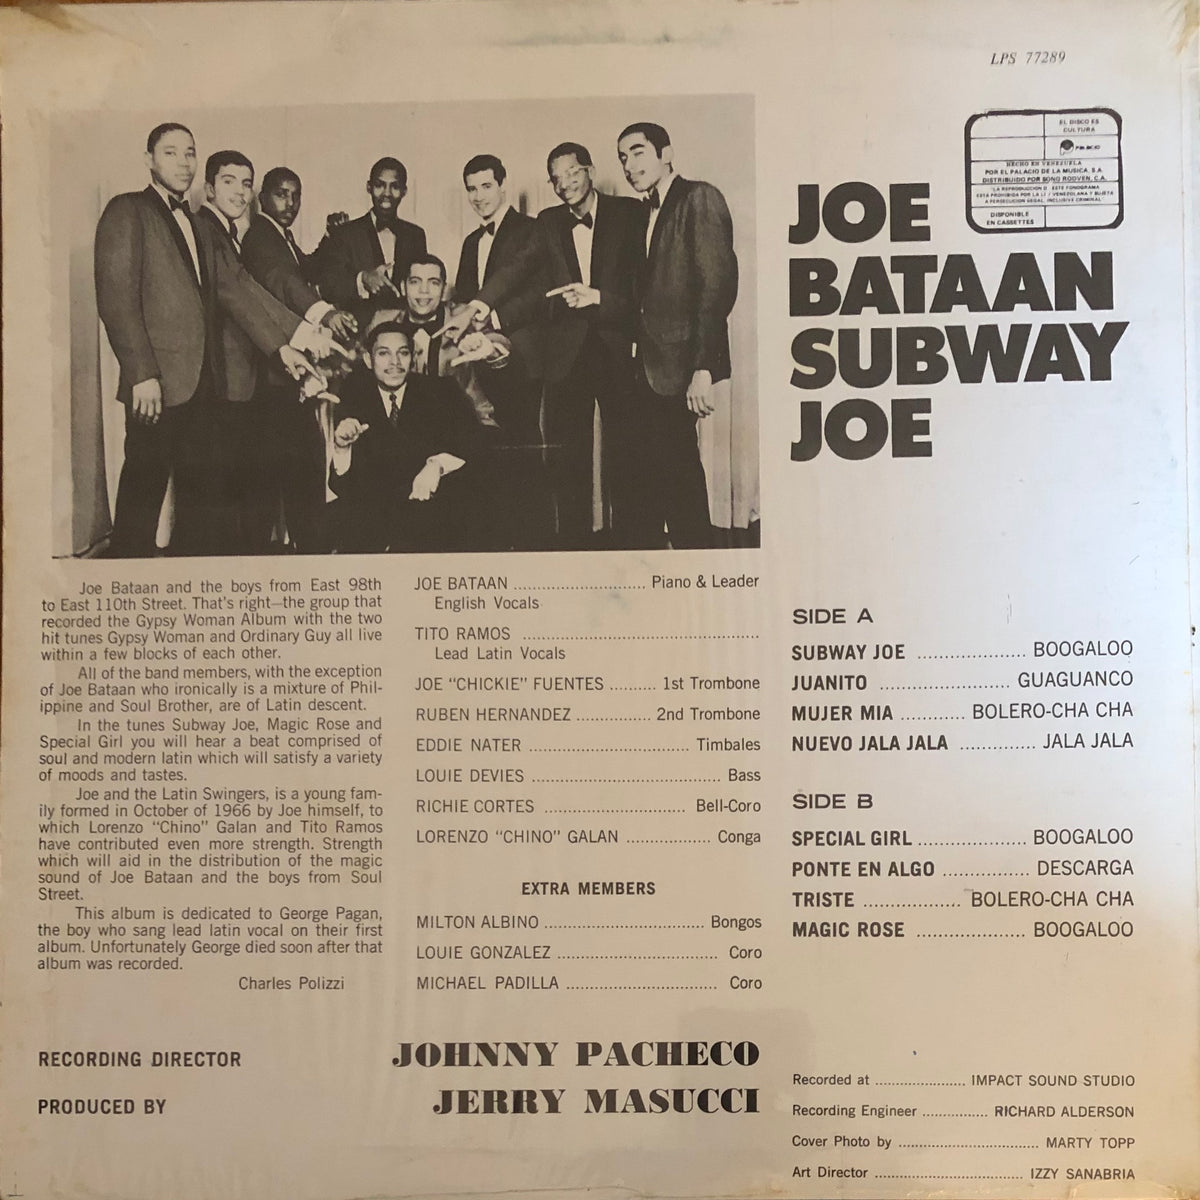 LPS 77289
EL DISCO ES
CULTURA
PALACIO
HECHO EN VENEZUELA
POR EL PALACIO DE LA MUSICA, S.A.
DISTRIBUIDO POR SONO RODVEN, C.A.
DISPONIBLE
EN CASSETTES
JOE
BATAAN
SUBWAY
JOE
Joe Bataan and the boys from East 98th
to East 110th Street. That's right—the group that
recorded the Gypsy Woman Album with the two
hit tunes Gypsy Woman and Ordinary Guy all live
within a few blocks of each other.
All of the band members, with the exception
of Joe Bataan who ironically is a mixture of Phil-
ippine and Soul Brother, are of Latin descent.
In the tunes Subway Joe, Magic Rose and
Special Girl you will hear a beat comprised of
soul and modern latin which will satisfy a variety
of moods and tastes.
Joe and the Latin Swingers, is a young fam-
ily formed in October of 1966 by Joe himself, to
which Lorenzo "Chino" Galan and Tito Ramos
have contributed even more strength. Strength
which will aid in the distribution of the magic
sound of Joe Bataan and the boys from Soul
Street.
This album is dedicated to George Pagan,
the boy who sang lead latin vocal on their first
album. Unfortunately George died soon after that
album was recorded.
Charles Polizzi
JOE BATAAN .......................... Piano & Leader
English Vocals
TITO RAMOS ..............................................
Lead Latin Vocals
JOE "CHICKIE" FUENTES .......... 1st Trombone
RUBEN HERNANDEZ ............... 2nd Trombone
EDDIE NATER ................................ Timbales
LOUIE DEVIES ...................................... Bass
RICHIE CORTES ............................ Bell-Coro
LORENZO "CHINO" GALAN ................. Conga
EXTRA MEMBERS
MILTON ALBINO ................................ Bongos
LOUIE GONZALEZ ................................ Coro
MICHAEL PADILLA .............................. Coro
SIDE A
SUBWAY JOE ..................... BOOGALOO
JUANITO ......................... GUAGUANCO
MUJER MIA ............ BOLERO-CHA CHA
NUEVO JALA JALA .............. JALA JALA
SIDE B
SPECIAL GIRL ..................... BOOGALOO
PONTE EN ALGO ................ DESCARGA
TRISTE ................... BOLERO-CHA CHA
MAGIC ROSE ..................... BOOGALOO
RECORDING DIRECTOR JOHNNY PACHECO
PRODUCED BY JERRY MASUCCI
Recorded at ...................... IMPACT SOUND STUDIO
Recording Engineer ................ RICHARD ALDERSON
Cover Photo by .................................. MARTY TOPP
Art Director ..................................... IZZY SANABRIA